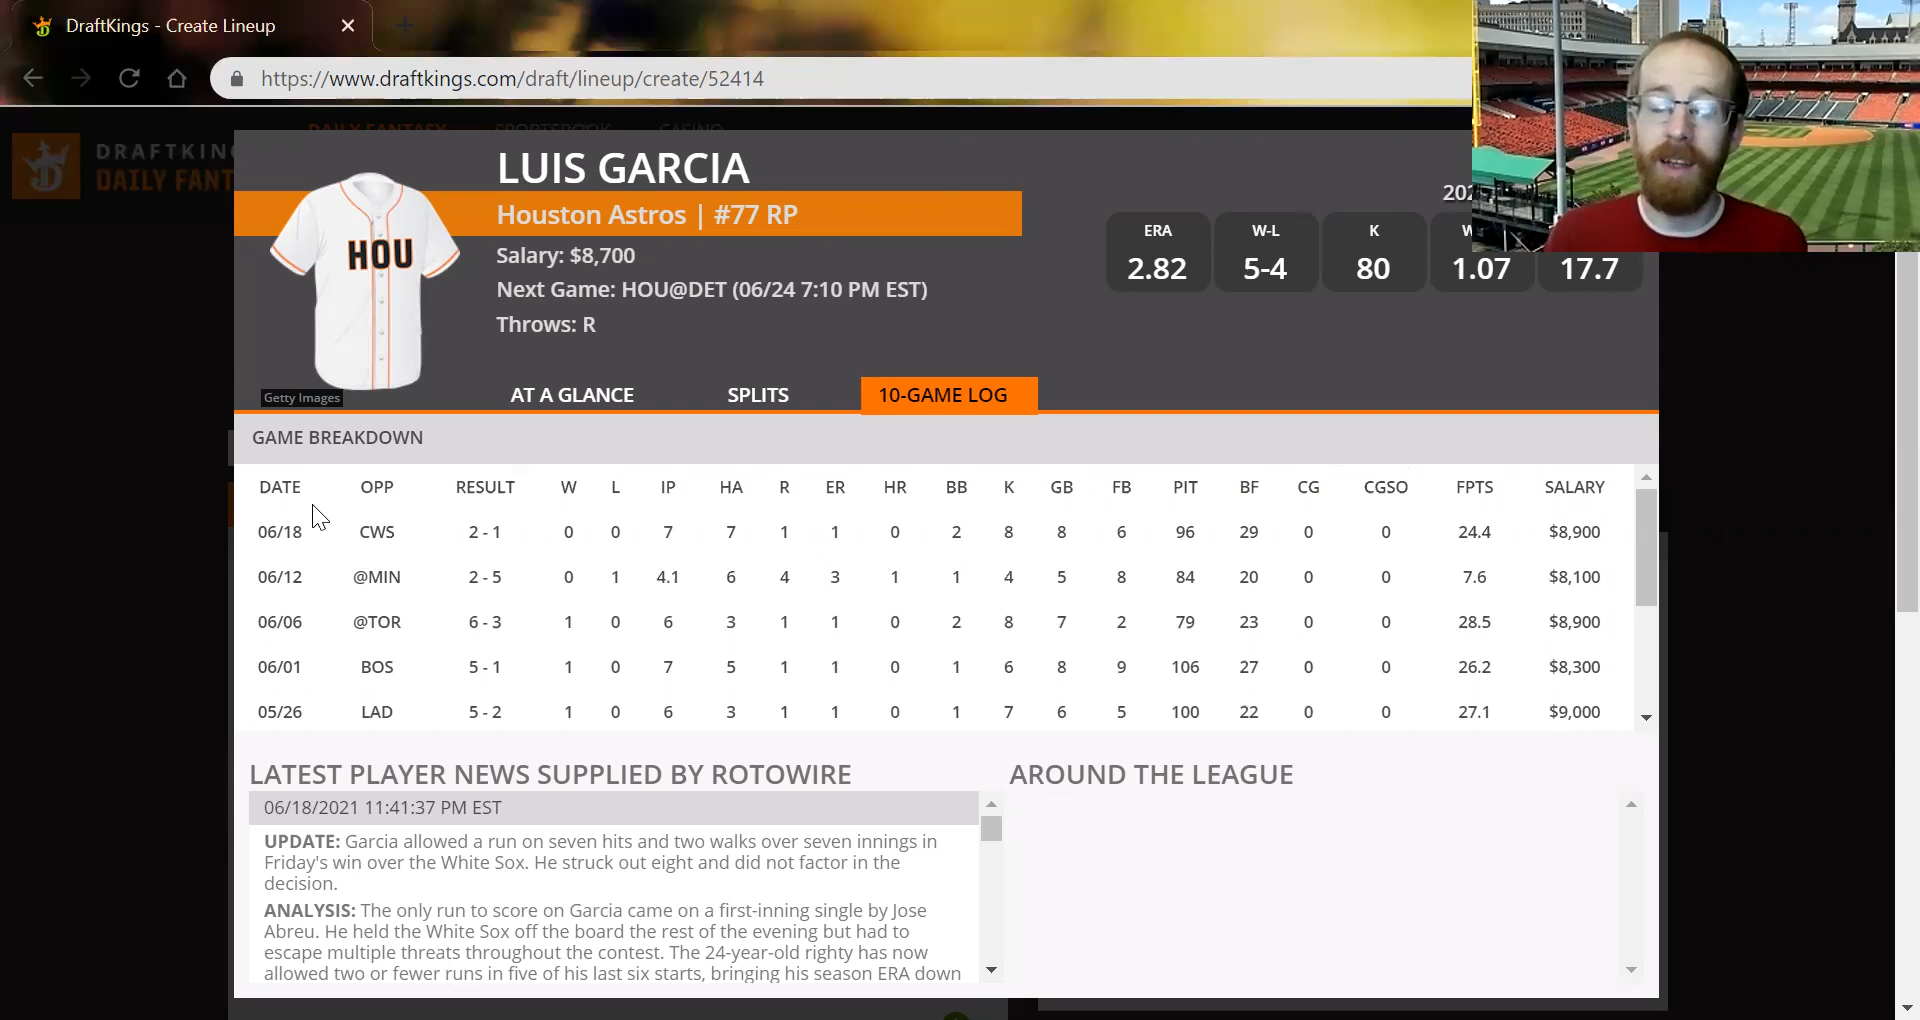 DraftKings - Create Lineup
https://www.draftkings.com/draft/lineup/create/52414
DAILY FANTASY SPORTSBOOK CASINO
DRAFTKIN
DAILY FANT
LUIS GARCIA
Houston Astros | #77 RP
Salary: $8,700
Next Game: HOU@DET (06/24 7:10 PM EST)
Throws: R
HOU
Getty Images
202
ERA W-L K W
2.82 5-4 80 1.07 17.7
AT A GLANCE SPLITS 10-GAME LOG
GAME BREAKDOWN
DATE OPP RESULT W L IP HA R ER HR BB K GB FB PIT BF CG CGSO FPTS SALARY
06/18 CWS 2 - 1 0 0 7 7 1 1 0 2 8 8 6 96 29 0 0 24.4 $8,900
06/12 @MIN 2 - 5 0 1 4.1 6 4 3 1 1 4 5 8 84 20 0 0 7.6 $8,100
06/06 @TOR 6 - 3 1 0 6 3 1 1 0 2 8 7 2 79 23 0 0 28.5 $8,900
06/01 BOS 5 - 1 1 0 7 5 1 1 0 1 6 8 9 106 27 0 0 26.2 $8,300
05/26 LAD 5 - 2 1 0 6 3 1 1 0 1 7 6 5 100 22 0 0 27.1 $9,000
LATEST PLAYER NEWS SUPPLIED BY ROTOWIRE
06/18/2021 11:41:37 PM EST
UPDATE: Garcia allowed a run on seven hits and two walks over seven innings in
Friday's win over the White Sox. He struck out eight and did not factor in the
decision.
ANALYSIS: The only run to score on Garcia came on a first-inning single by Jose
Abreu. He held the White Sox off the board the rest of the evening but had to
escape multiple threats throughout the contest. The 24-year-old righty has now
allowed two or fewer runs in five of his last six starts, bringing his season ERA down
AROUND THE LEAGUE